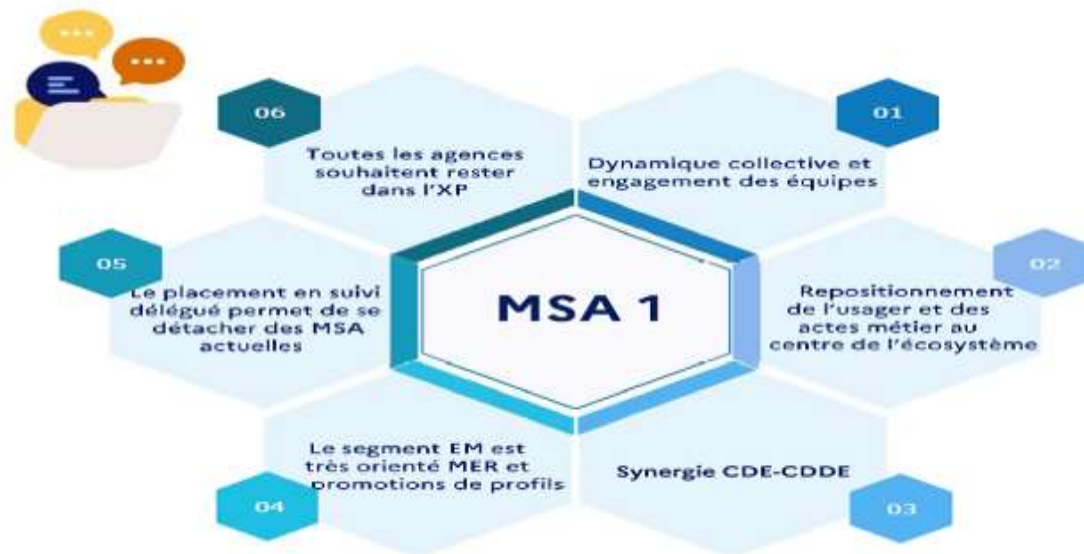 MSA 1
01
Dynamique collective et
engagement des équipes
02
Repositionnement
de l'usager et des
actes métier au
centre de l'écosystème
03
Synergie CDE-CDDE
04
Le segment EM est
très orienté MER et
promotions de profils
05
Le placement en suivi
délégué permet de se
détacher des MSA
actuelles
06
Toutes les agences
souhaitent rester
dans l'XP